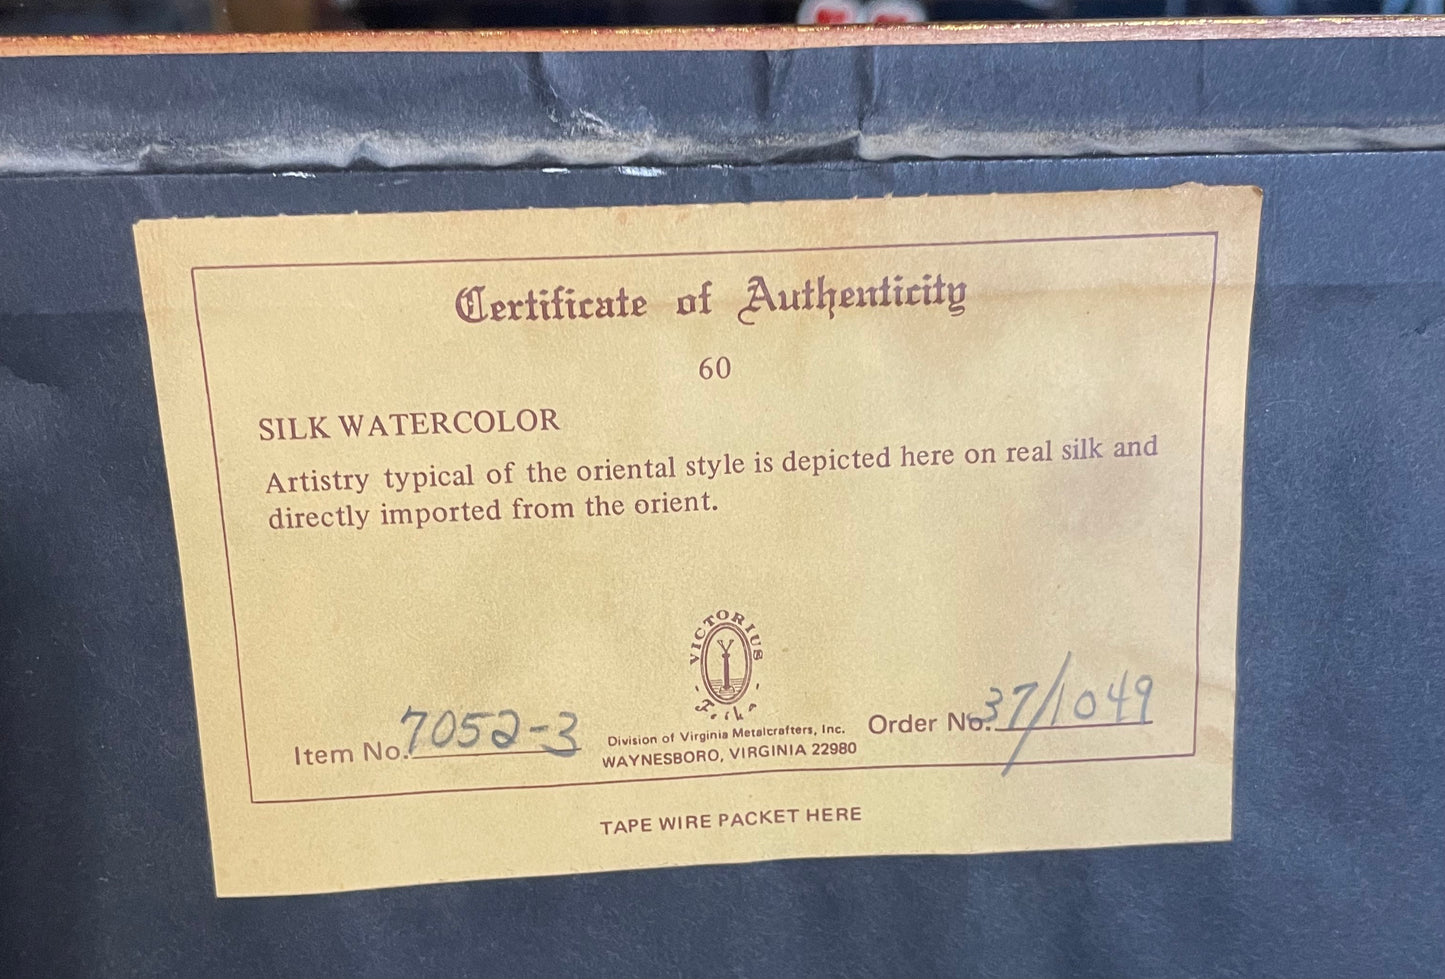 Certificate of Authenticity
60
SILK WATERCOLOR
Artistry typical of the oriental style is depicted here on real silk and
directly imported from the orient.
VICTORIUS
Item No. 7052-3
Division of Virginia Metalcrafters, Inc.
WAYNESBORO, VIRGINIA 22980
Order No. 37/1049
TAPE WIRE PACKET HERE